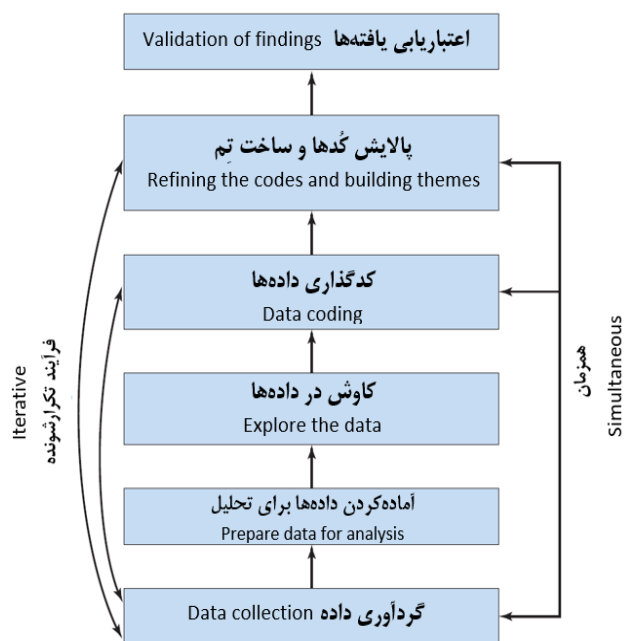 اعتباریابی یافته‌ها Validation of findings
پالایش کُدها و ساخت تِم
Refining the codes and building themes
کدگذاری داده‌ها
Data coding
کاوش در داده‌ها
Explore the data
آماده‌کردن داده‌ها برای تحلیل
Prepare data for analysis
گردآوری داده Data collection
Iterative
فرآیند تکرارشونده
همزمان
Simultaneous